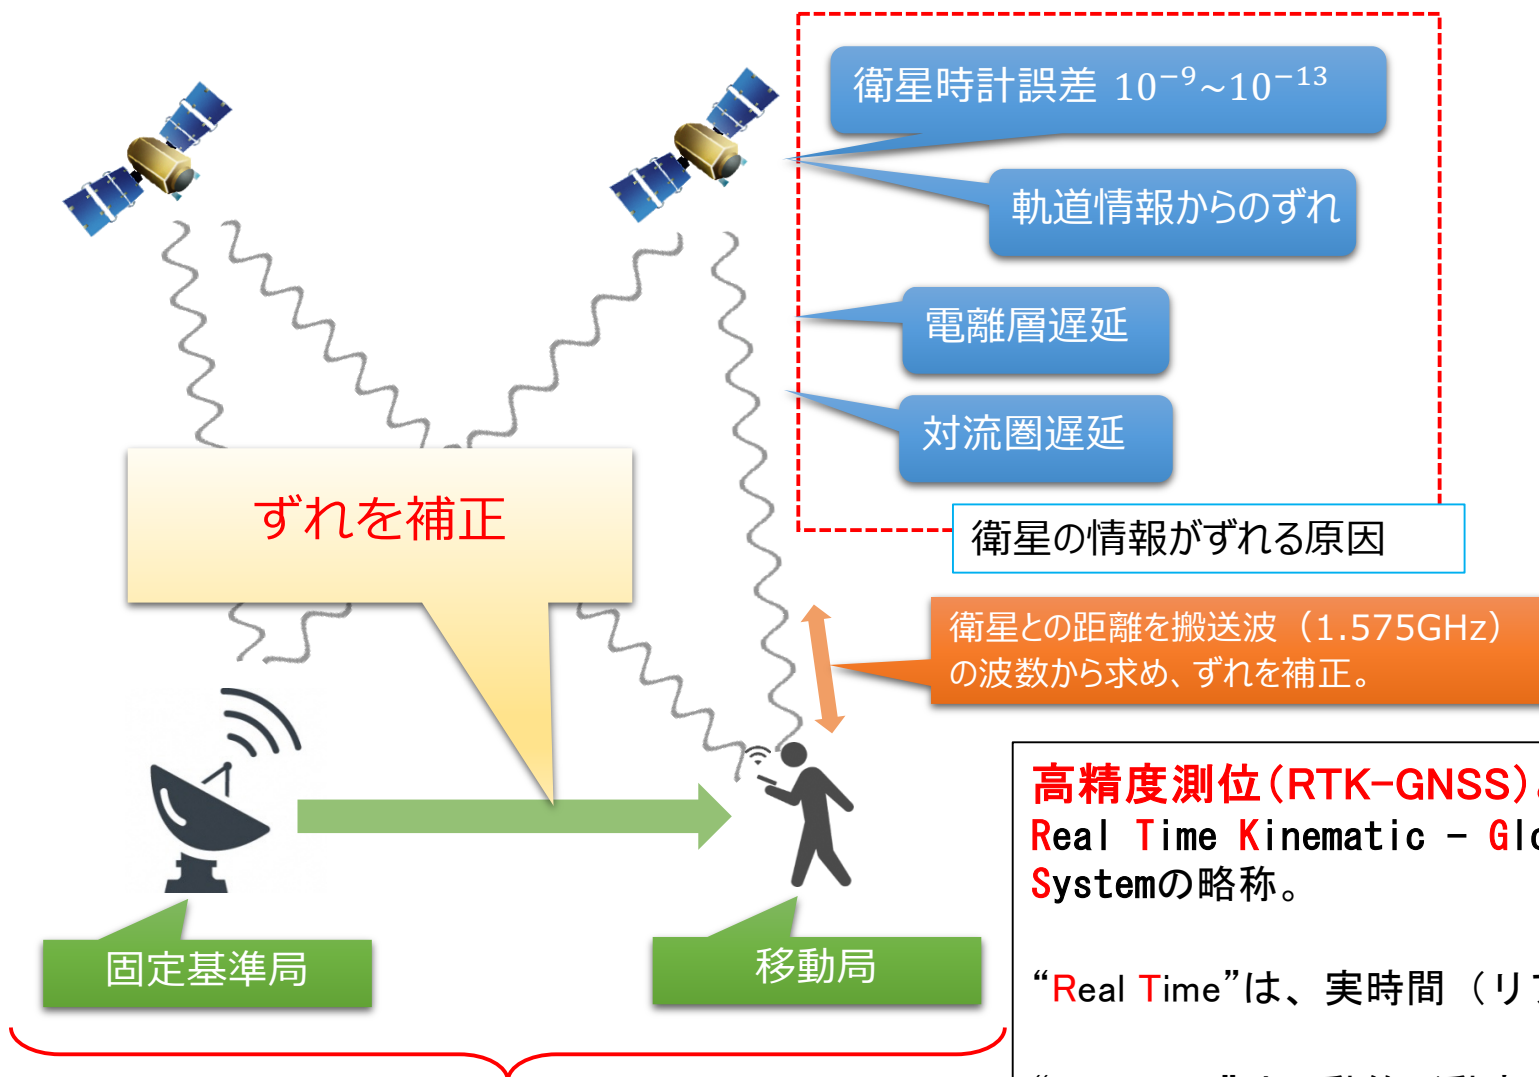 衛星時計誤差 10⁻⁹~10⁻¹³
軌道情報からのずれ
電離層遅延
対流圏遅延
衛星の情報がずれる原因
ずれを補正
衛星との距離を搬送波（1.575GHz）
の波数から求め、ずれを補正。
固定基準局
移動局
高精度測位(RTK-GNSS)
Real Time Kinematic – 
Systemの略称。
“Real Time”は、実時間（リ